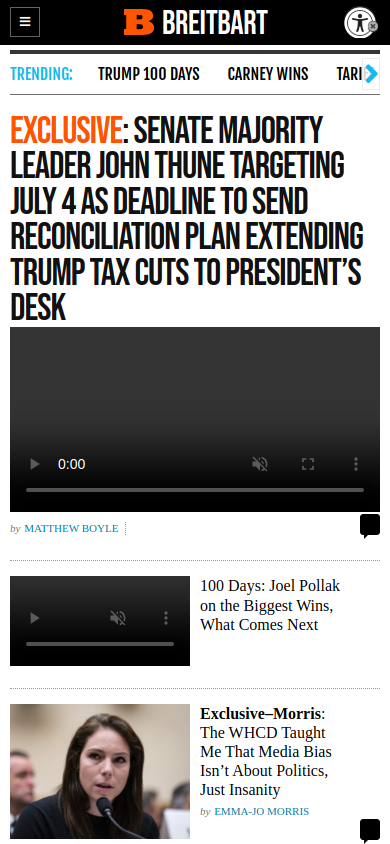 B BREITBART
TRENDING: TRUMP 100 DAYS CARNEY WINS TARI
EXCLUSIVE: SENATE MAJORITY
LEADER JOHN THUNE TARGETING
JULY 4 AS DEADLINE TO SEND
RECONCILIATION PLAN EXTENDING
TRUMP TAX CUTS TO PRESIDENT’S
DESK
0:00
by MATTHEW BOYLE
100 Days: Joel Pollak
on the Biggest Wins,
What Comes Next
Exclusive–Morris:
The WHCD Taught
Me That Media Bias
Isn’t About Politics,
Just Insanity
by EMMA-JO MORRIS